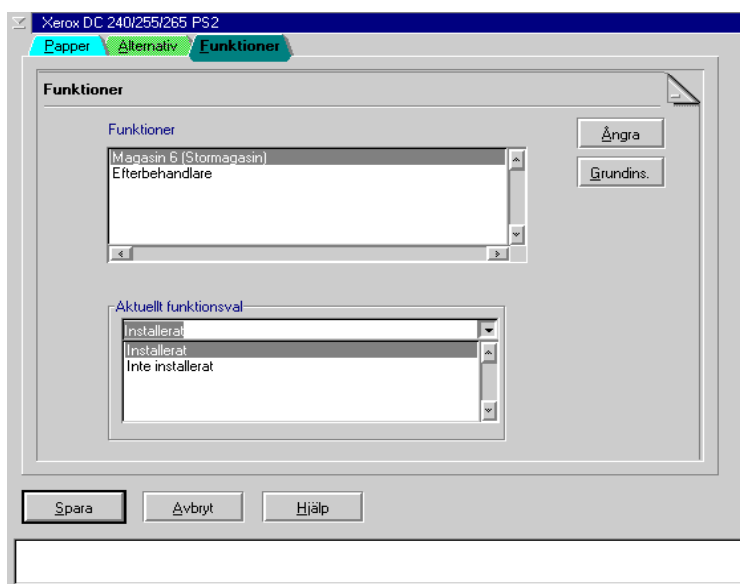 Xerox DC 240/255/265 PS2
Papper Alternativ Funktioner
Funktioner
Funktioner
Ångra
Magasin 6 (Stormagasin)
Efterbehandlare
Grundins.
Aktuellt funktionsval
Installerat
Installerat
Inte installerat
Spara Avbryt Hjälp